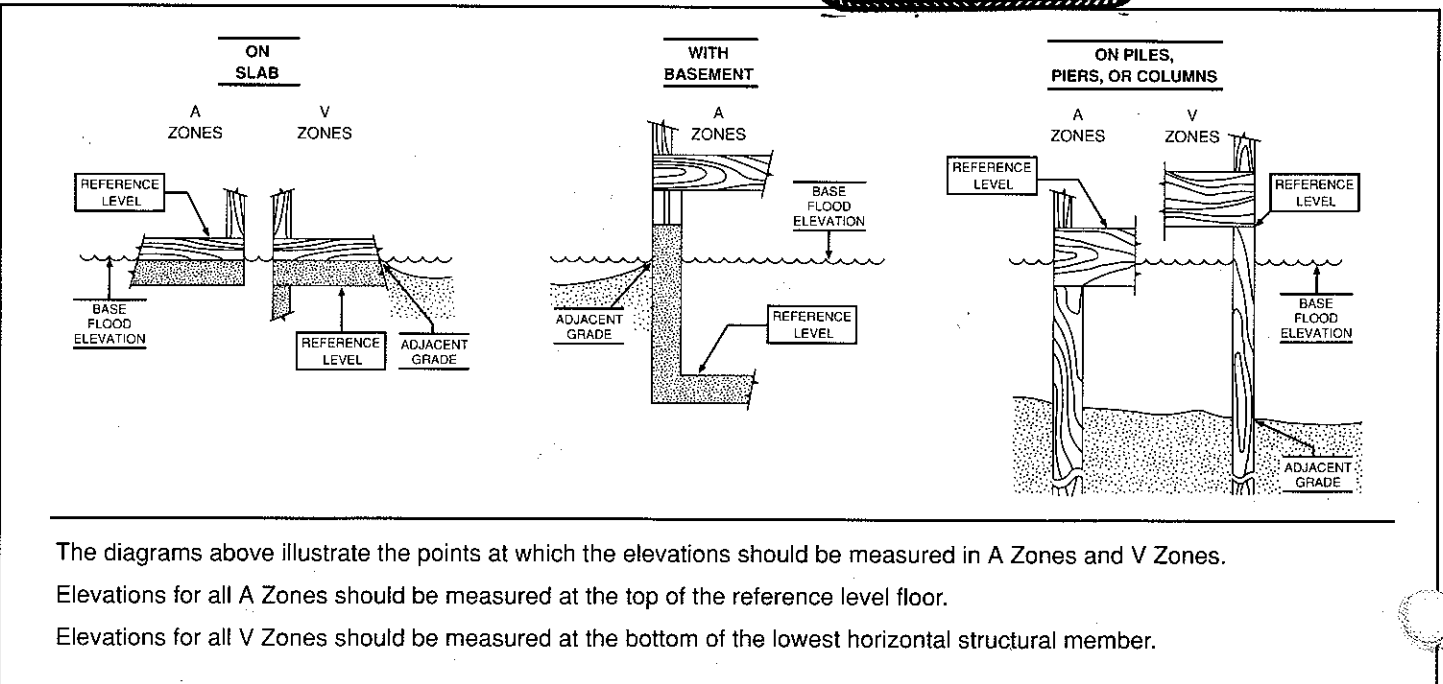 ON
SLAB
A
ZONES
V
ZONES
REFERENCE
LEVEL
BASE
FLOOD
ELEVATION
REFERENCE
LEVEL
ADJACENT
GRADE
WITH
BASEMENT
A
ZONES
BASE
FLOOD
ELEVATION
ADJACENT
GRADE
REFERENCE
LEVEL
ON PILES,
PIERS, OR COLUMNS
A
ZONES
V
ZONES
REFERENCE
LEVEL
REFERENCE
LEVEL
BASE
FLOOD
ELEVATION
ADJACENT
GRADE
The diagrams above illustrate the points at which the elevations should be measured in A Zones and V Zones.
Elevations for all A Zones should be measured at the top of the reference level floor.
Elevations for all V Zones should be measured at the bottom of the lowest horizontal structural member.